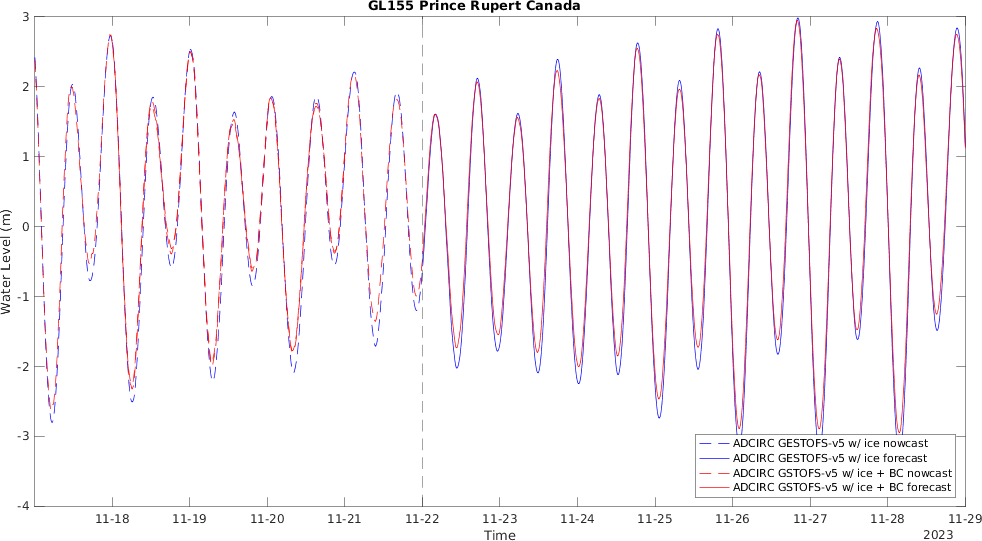 GL155 Prince Rupert Canada
3
2
1
0
-1
-2
-3
-4
Water Level (m)
ADCIRC GESTOFS-v5 w/ ice nowcast
ADCIRC GESTOFS-v5 w/ ice forecast
ADCIRC GSTOFS-v5 w/ ice + BC nowcast
ADCIRC GSTOFS-v5 w/ ice + BC forecast
11-18 11-19 11-20 11-21 11-22 11-23 11-24 11-25 11-26 11-27 11-28 11-29
Time
2023